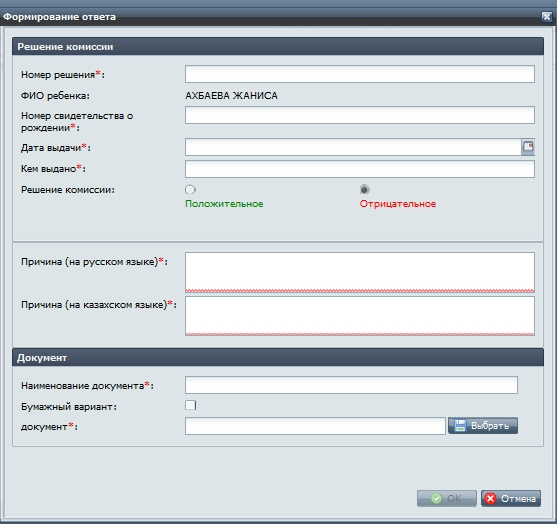 Формирование ответа
Решение комиссии
Номер решения*:
ФИО ребенка: АХБАЕВА ЖАНИСА
Номер свидетельства о
рождении*:
Дата выдачи*:
Кем выдано*:
Решение комиссии:
Положительное Отрицательное
Причина (на русском языке)*:
Причина (на казахском языке)*:
Документ
Наименование документа*:
Бумажный вариант:
документ*: Выбрать
OK Отмена